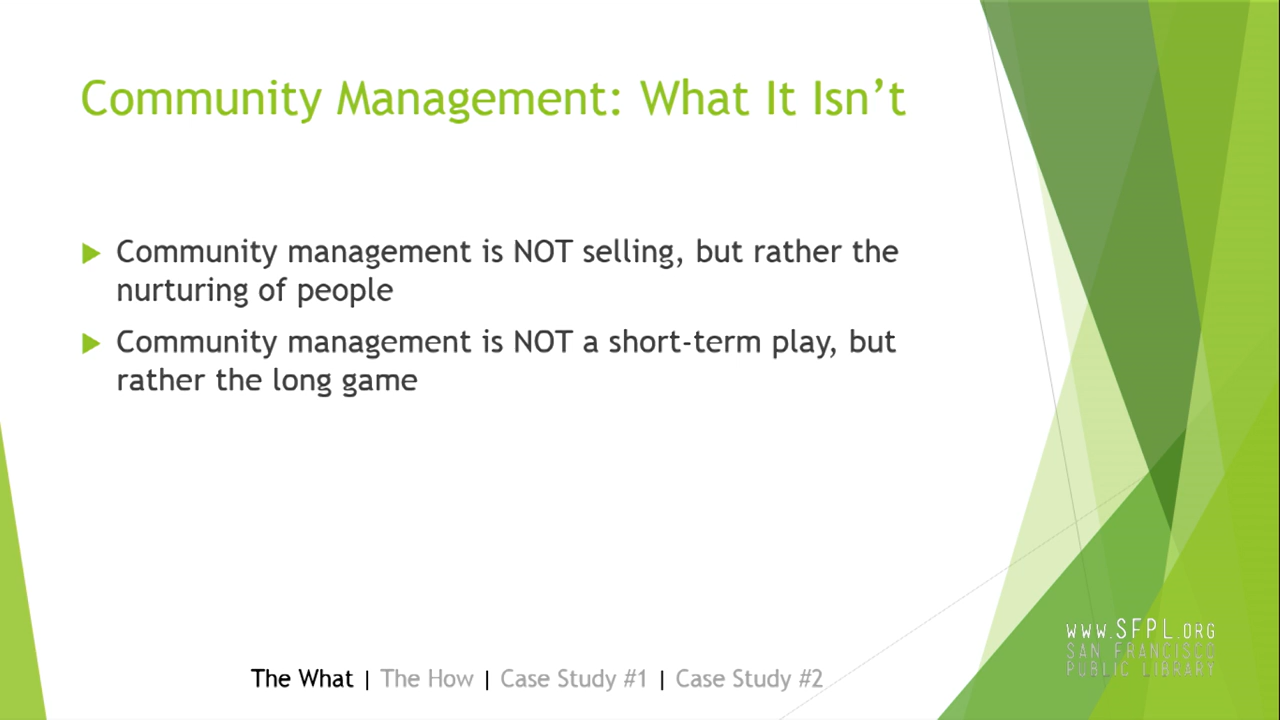 Community Management: What It Isn’t
Community management is NOT selling, but rather the
nurturing of people
Community management is NOT a short-term play, but
rather the long game
The What | The How | Case Study #1 | Case Study #2
www.SFPL.ORG
SAN FRANCISCO
PUBLIC LIBRARY